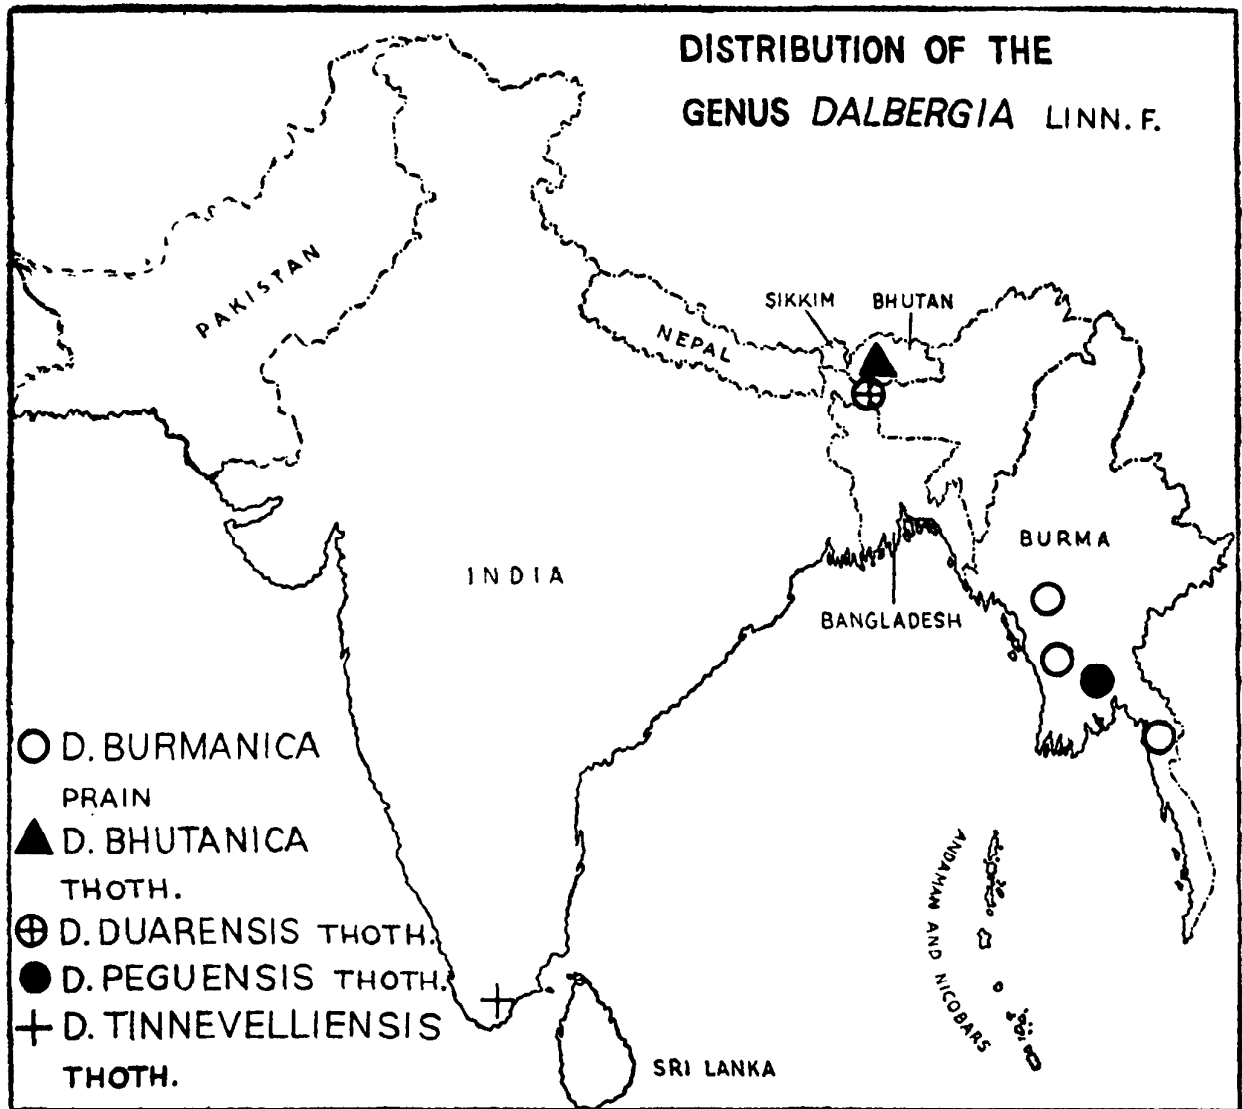 DISTRIBUTION OF THE
GENUS DALBERGIA LINN. F.
PAKISTAN
SIKKIM
BHUTAN
NEPAL
INDIA
BURMA
BANGLADESH
D. BURMANICA
PRAIN
D. BHUTANICA
THOTH.
D. DUARENSIS THOTH.
D. PEGUENSIS THOTH.
D. TINNEVELLIENSIS
THOTH.
ANDAMAN AND NICOBARS
SRI LANKA